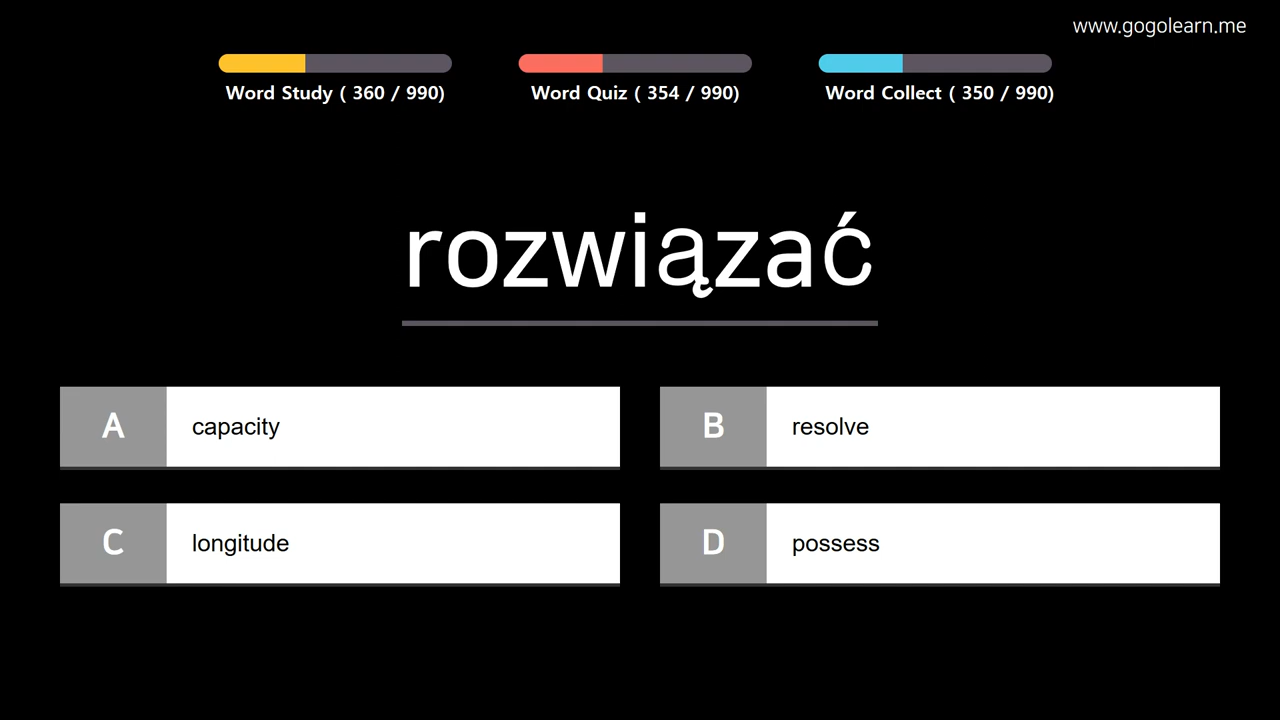 www.gogolearn.me
Word Study ( 360 / 990)
Word Quiz ( 354 / 990)
Word Collect ( 350 / 990)
rozwiązać
A capacity
B resolve
C longitude
D possess